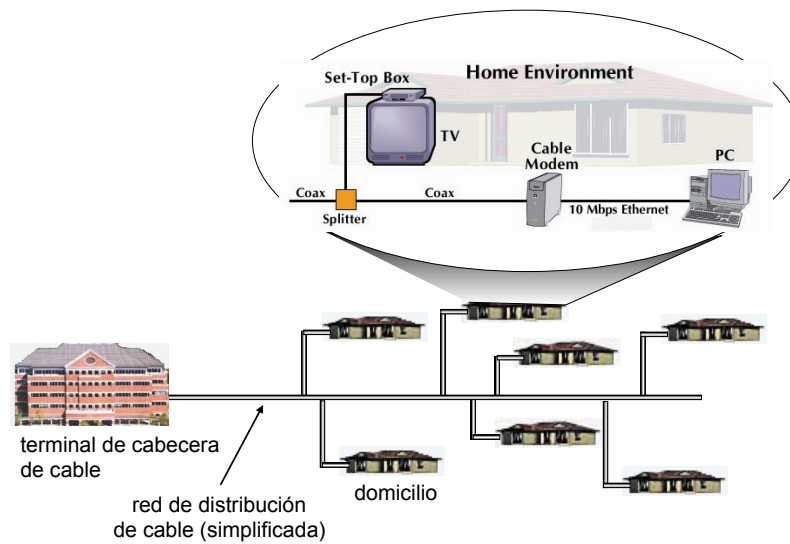 Home Environment
Set-Top Box
TV
Cable
Modem
PC
Coax
Coax
Splitter
10 Mbps Ethernet
terminal de cabecera
de cable
domicilio
red de distribución
de cable (simplificada)